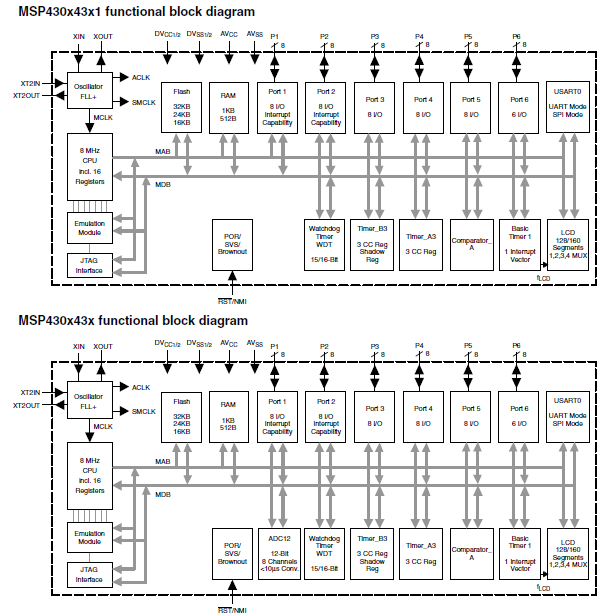 MSP430x43x1 functional block diagram
XIN XOUT DVCC1/2 DVSS1/2 AVCC AVSS P1 P2 P3 P4 P5 P6
8 8 8 8 8 8
XT2IN
XT2OUT
Oscillator
FLL+
ACLK
SMCLK
MCLK
Flash
32KB
24KB
16KB
RAM
1KB
512B
Port 1
8 I/O
Interrupt
Capability
Port 2
8 I/O
Interrupt
Capability
Port 3
8 I/O
Port 4
8 I/O
Port 5
8 I/O
Port 6
6 I/O
USART0
UART Mode
SPI Mode
8 MHz
CPU
incl. 16
Registers
MAB
MDB
Emulation
Module
JTAG
Interface
POR/
SVS/
Brownout
RST/NMI
Watchdog
Timer
WDT
15/16-Bit
Timer_B3
3 CC Reg
Shadow
Reg
Timer_A3
3 CC Reg
Comparator_
A
Basic
Timer 1
1 Interrupt
Vector
fLCD
LCD
128/160
Segments
1,2,3,4 MUX
MSP430x43x functional block diagram
XIN XOUT DVCC1/2 DVSS1/2 AVCC AVSS P1 P2 P3 P4 P5 P6
8 8 8 8 8 8
XT2IN
XT2OUT
Oscillator
FLL+
ACLK
SMCLK
MCLK
Flash
32KB
24KB
16KB
RAM
1KB
512B
Port 1
8 I/O
Interrupt
Capability
Port 2
8 I/O
Interrupt
Capability
Port 3
8 I/O
Port 4
8 I/O
Port 5
8 I/O
Port 6
6 I/O
USART0
UART Mode
SPI Mode
8 MHz
CPU
incl. 16
Registers
MAB
MDB
Emulation
Module
JTAG
Interface
POR/
SVS/
Brownout
RST/NMI
ADC12
12-Bit
8 Channels
<10µs Conv.
Watchdog
Timer
WDT
15/16-Bit
Timer_B3
3 CC Reg
Shadow
Reg
Timer_A3
3 CC Reg
Comparator_
A
Basic
Timer 1
1 Interrupt
Vector
fLCD
LCD
128/160
Segments
1,2,3,4 MUX